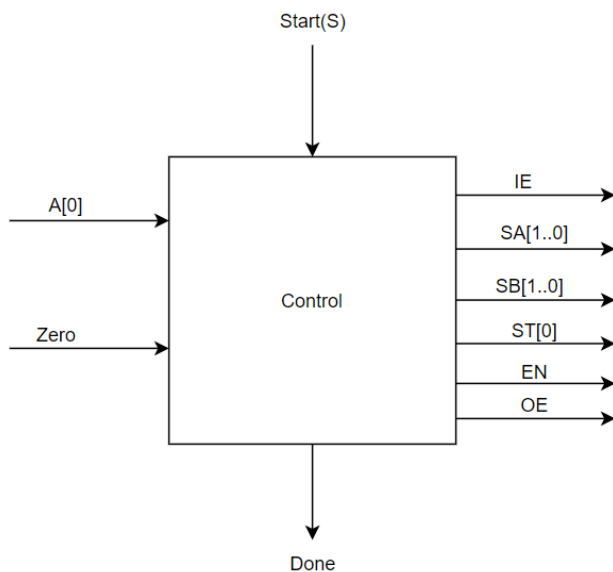 Start(S)
A[0]
Zero
Control
IE
SA[1..0]
SB[1..0]
ST[0]
EN
OE
Done